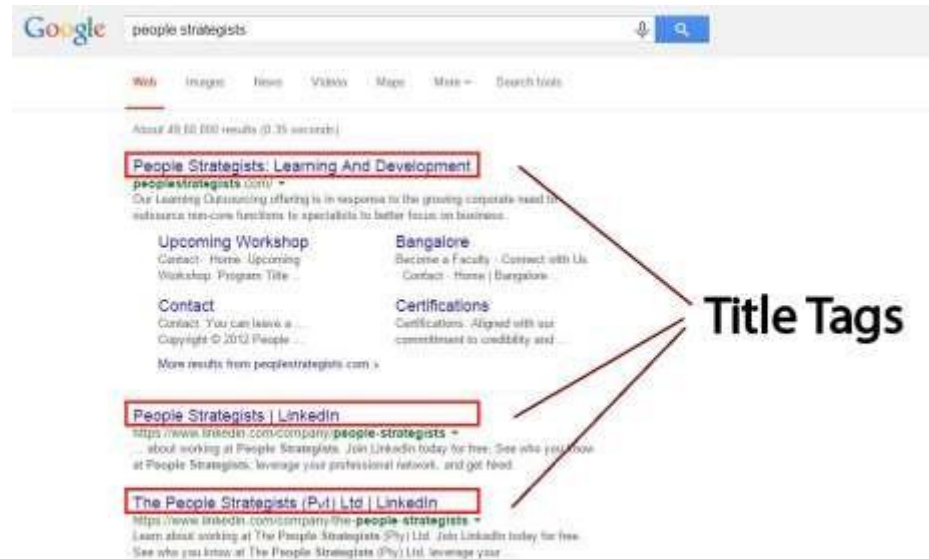 Google people strategists
Web Images News Videos Maps More Search tools
About 49,60,000 results (0.35 seconds)
People Strategists: Learning And Development
peoplestrategists.com/
Our Learning Outsourcing offering is in response to the growing corporate need to
outsource non-core functions to specialists to better focus on business.
Upcoming Workshop
Contact · Home. Upcoming
Workshop. Program Title ...
Bangalore
Become a Faculty · Connect with Us
Contact · Home | Bangalore.
Contact
Contact. You can leave a ...
Copyright © 2012 People ...
Certifications
Certifications. Aligned with our
commitment to credibility and ...
More results from peoplestrategists.com »
People Strategists | LinkedIn
https://www.linkedin.com/company/people-strategists
... about working at People Strategists. Join LinkedIn today for free. See who you know
at People Strategists, leverage your professional network, and get hired.
The People Strategists (Pvt) Ltd | LinkedIn
https://www.linkedin.com/company/the-people-strategists
Learn about working at The People Strategists (Pty) Ltd. Join LinkedIn today for free.
See who you know at The People Strategists (Pty) Ltd, leverage your
Title Tags